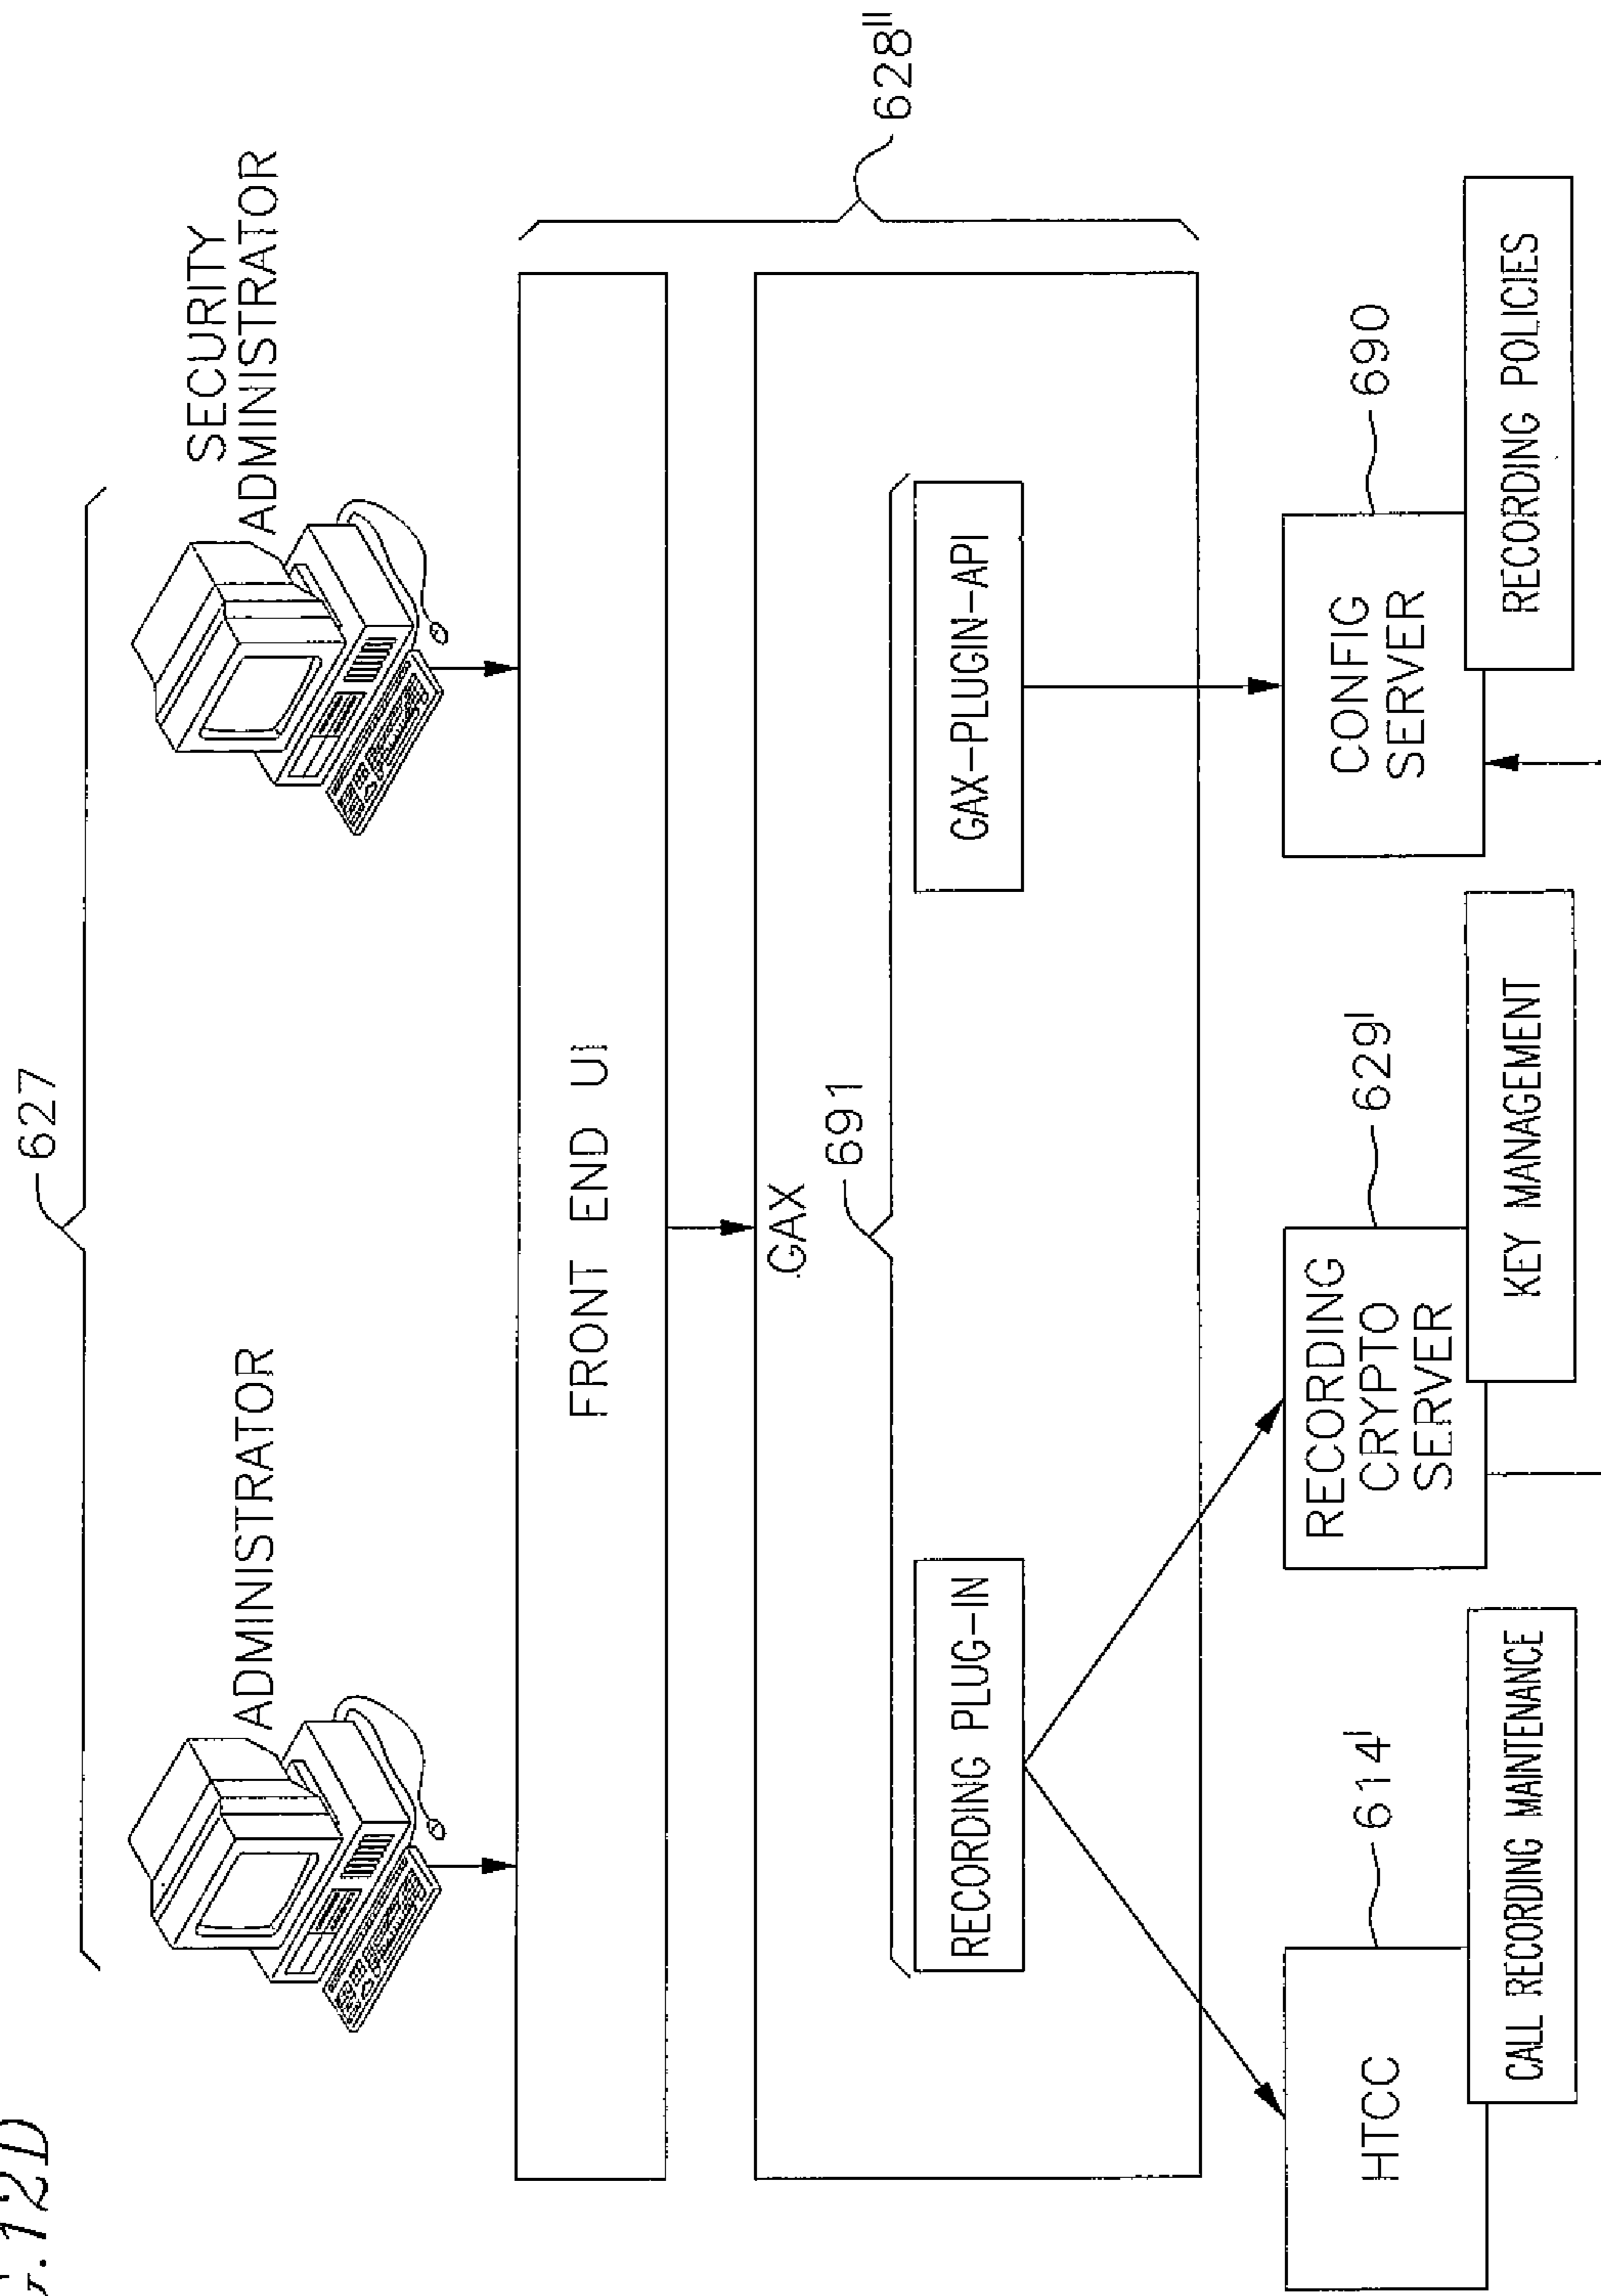 .12D
627
ADMINISTRATOR
SECURITY
ADMINISTRATOR
FRONT END UI
628'''
.GAX
691
RECORDING PLUG-IN
GAX-PLUGIN-API
HTCC
614'
CALL RECORDING MAINTENANCE
RECORDING
CRYPTO
SERVER
629'
KEY MANAGEMENT
CONFIG
SERVER
690
RECORDING POLICIES